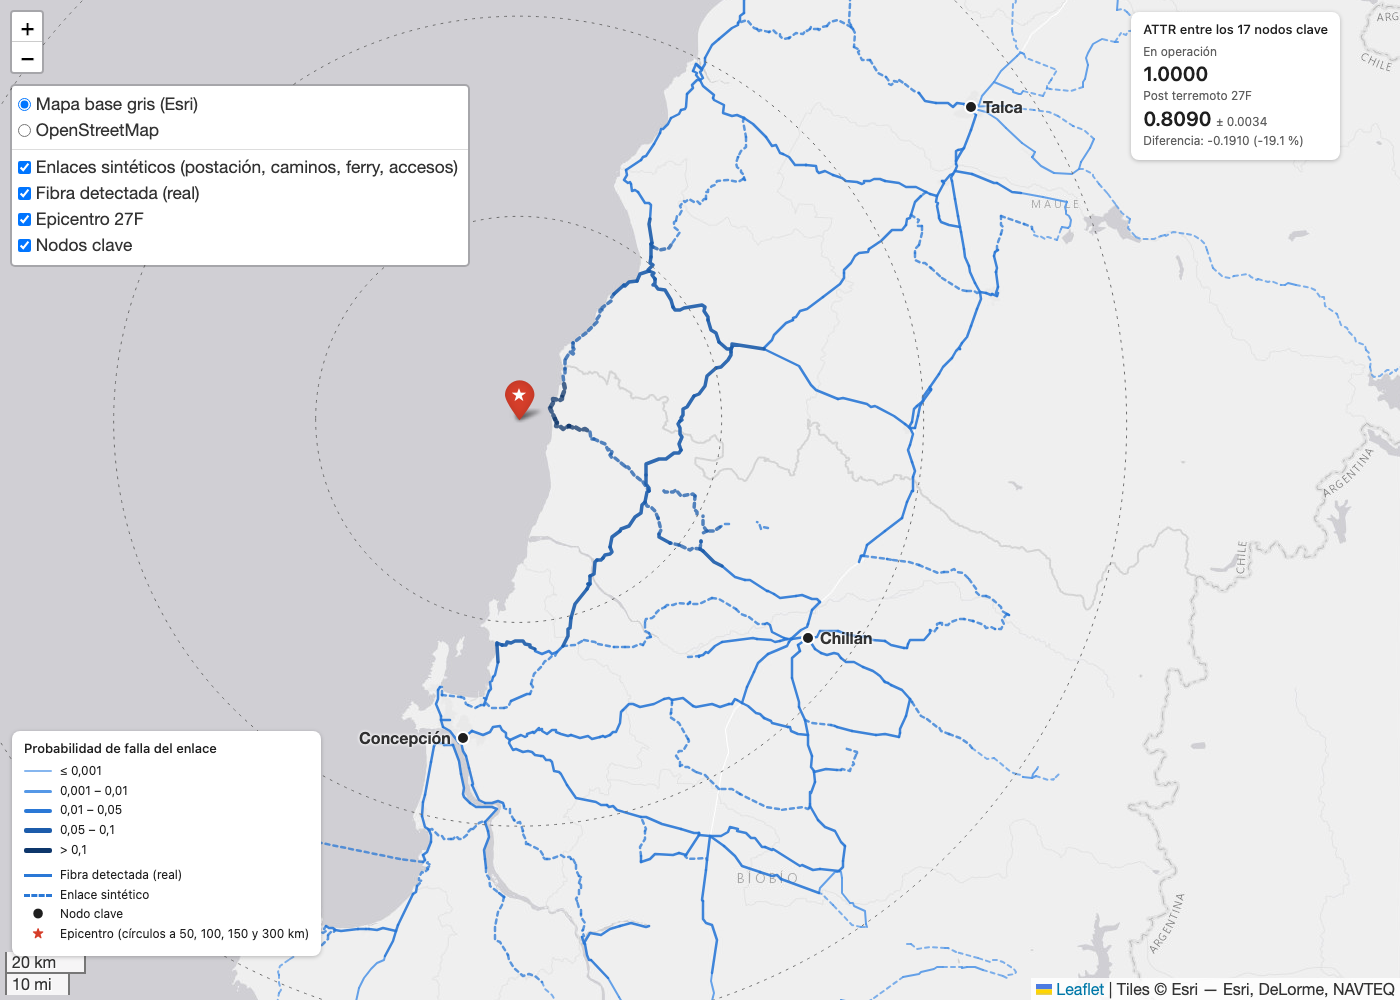 +
−
Mapa base gris (Esri)
OpenStreetMap
Enlaces sintéticos (postación, caminos, ferry, accesos)
Fibra detectada (real)
Epicentro 27F
Nodos clave
ATTR entre los 17 nodos clave
En operación
1.0000
Post terremoto 27F
0.8090 ± 0.0034
Diferencia: -0.1910 (-19.1 %)
ARG
CHILE
Talca
MAULE
ARGENTINA
CHILE
Chillán
Concepción
BIOBÍO
ARGENTINA
Probabilidad de falla del enlace
≤ 0,001
0,001 – 0,01
0,01 – 0,05
0,05 – 0,1
> 0,1
Fibra detectada (real)
Enlace sintético
Nodo clave
Epicentro (círculos a 50, 100, 150 y 300 km)
20 km
10 mi
Leaflet | Tiles © Esri — Esri, DeLorme, NAVTEQ